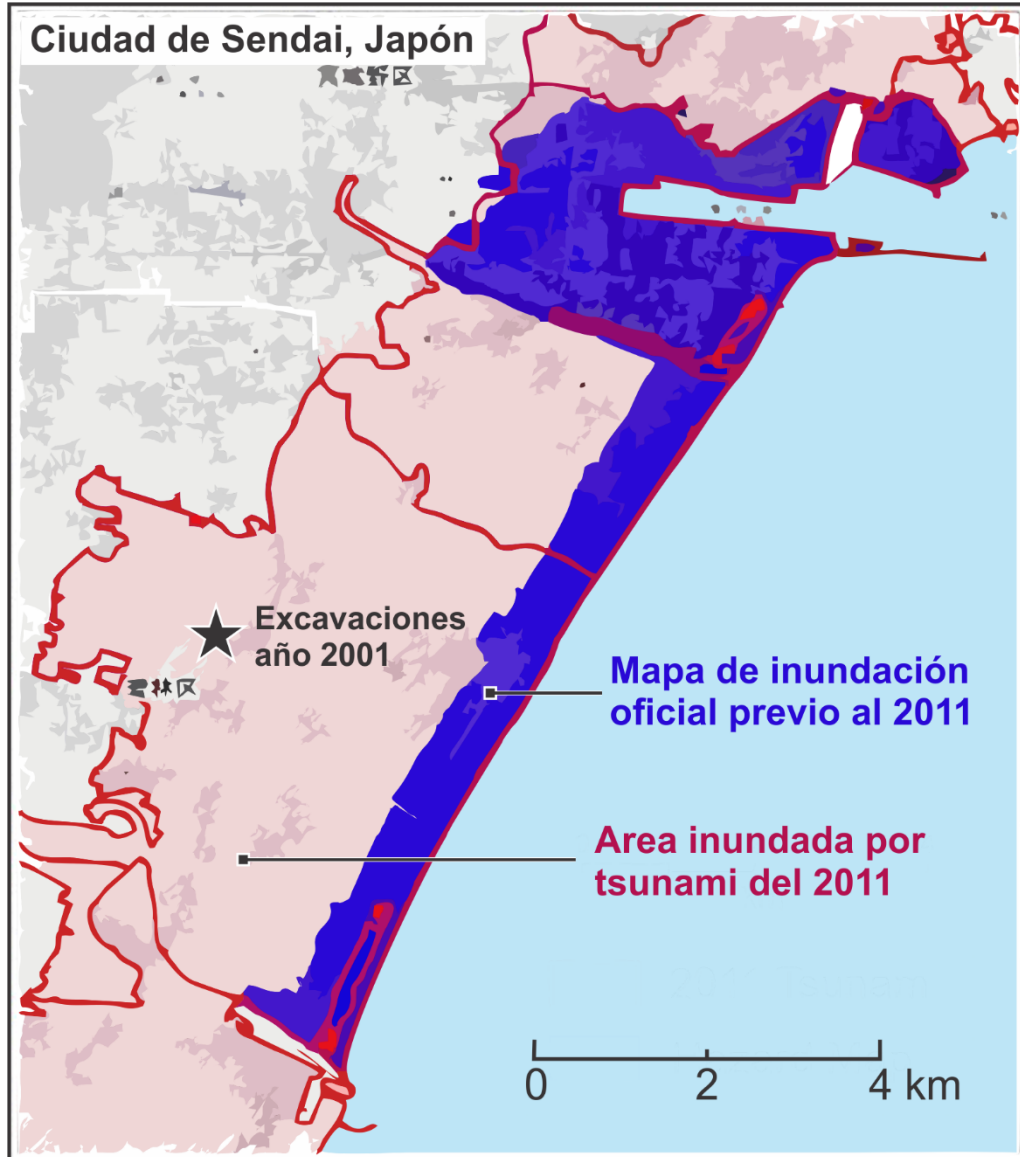 Ciudad de Sendai, Japón
Excavaciones
año 2001
Mapa de inundación
oficial previo al 2011
Area inundada por
tsunami del 2011
0 2 4 km